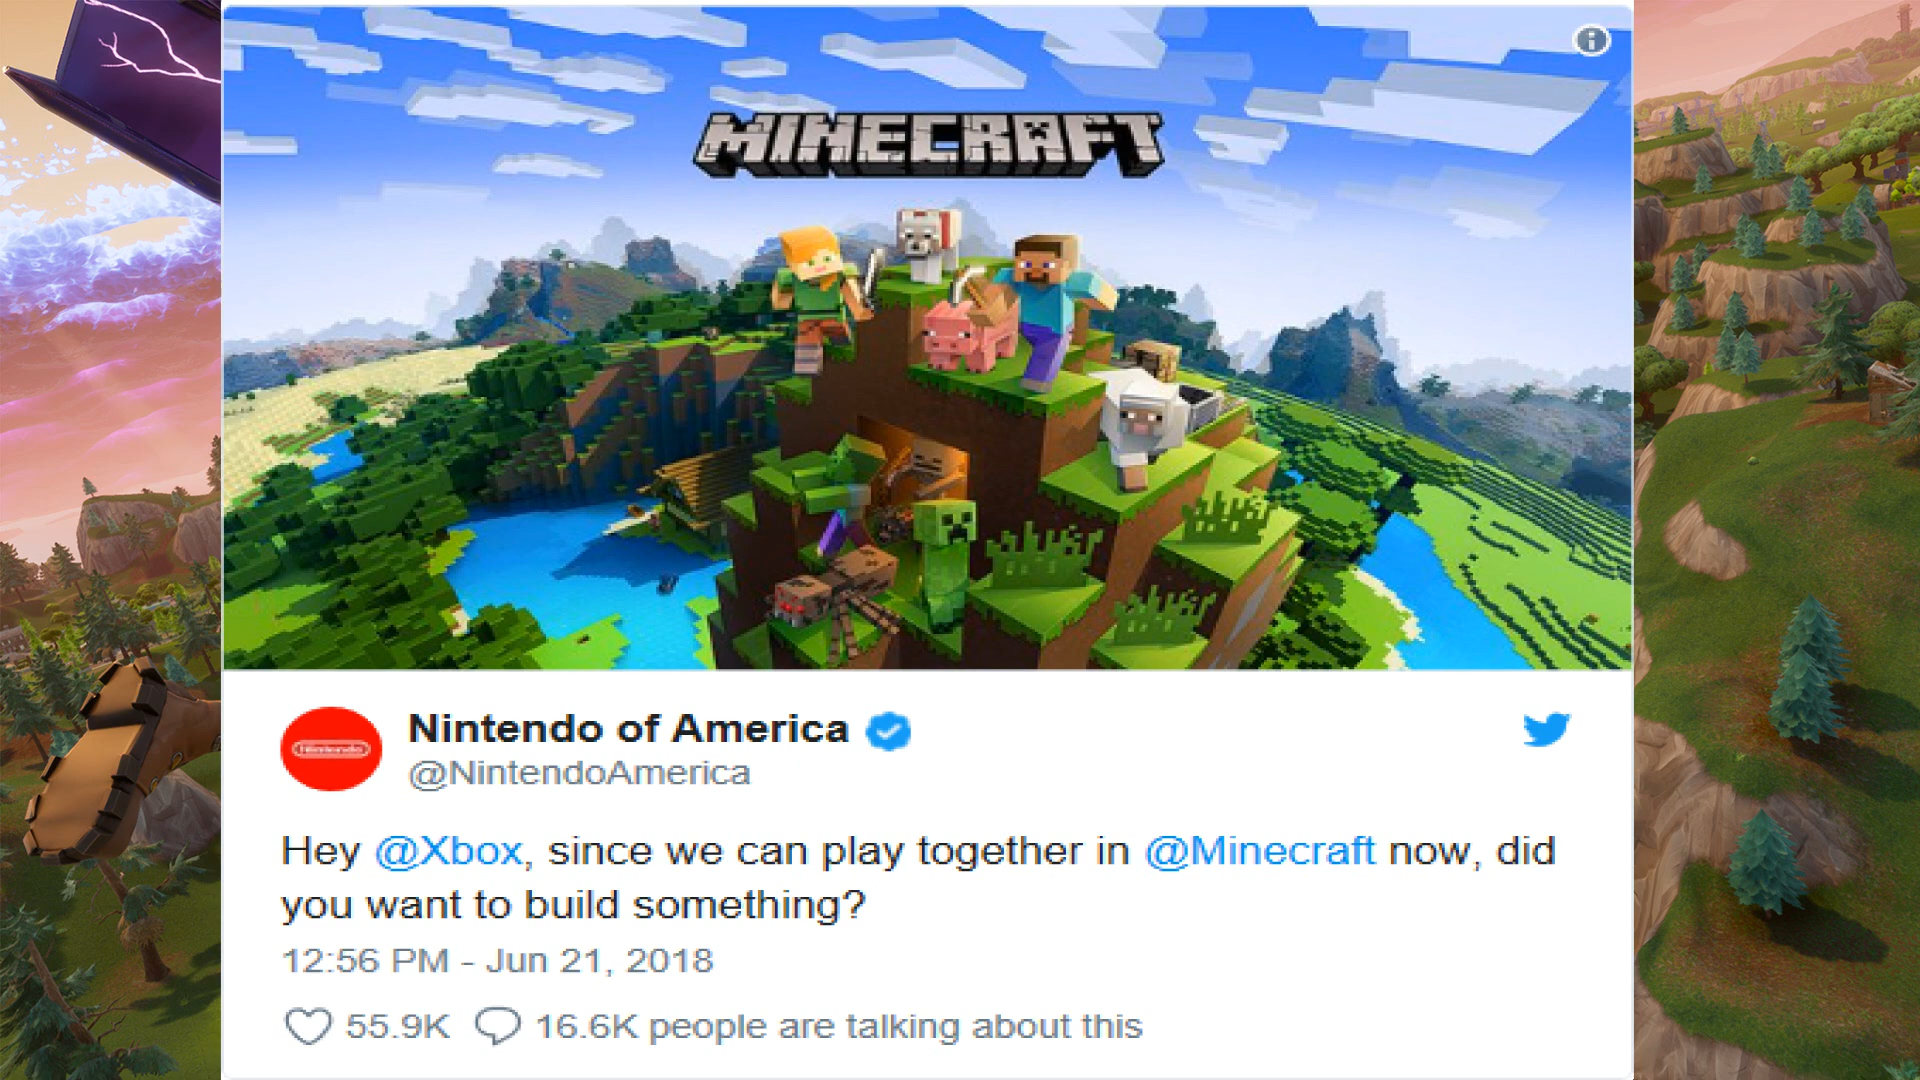 MINECRAFT
Nintendo
Nintendo of America
@NintendoAmerica
Hey @Xbox, since we can play together in @Minecraft now, did
you want to build something?
12:56 PM - Jun 21, 2018
55.9K 16.6K people are talking about this